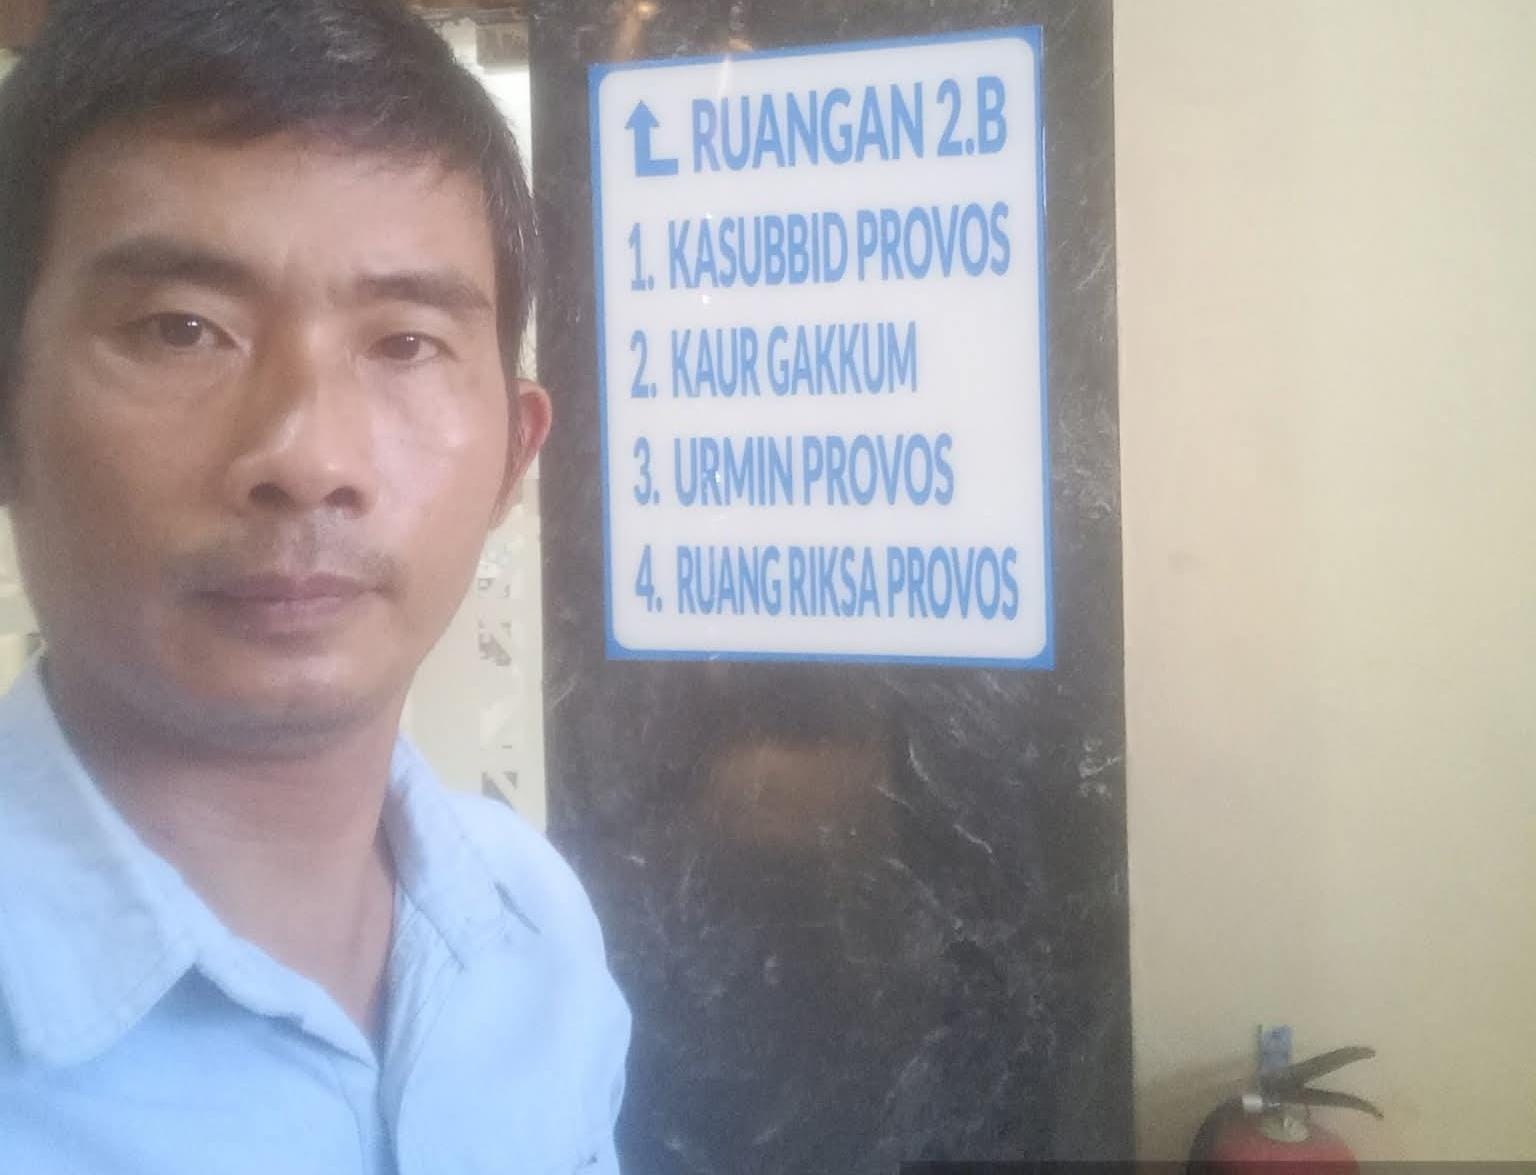 RUANGAN 2.B
1. KASUBBID PROVOS
2. KAUR GAKKUM
3. URMIN PROVOS
4. RUANG RIKSA PROVOS